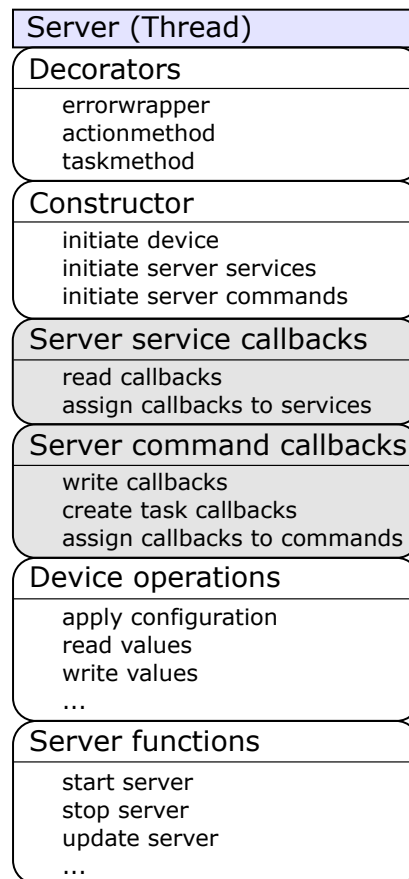 Server (Thread)
Decorators
errorwrapper
actionmethod
taskmethod
Constructor
initiate device
initiate server services
initiate server commands
Server service callbacks
read callbacks
assign callbacks to services
Server command callbacks
write callbacks
create task callbacks
assign callbacks to commands
Device operations
apply configuration
read values
write values
...
Server functions
start server
stop server
update server
...